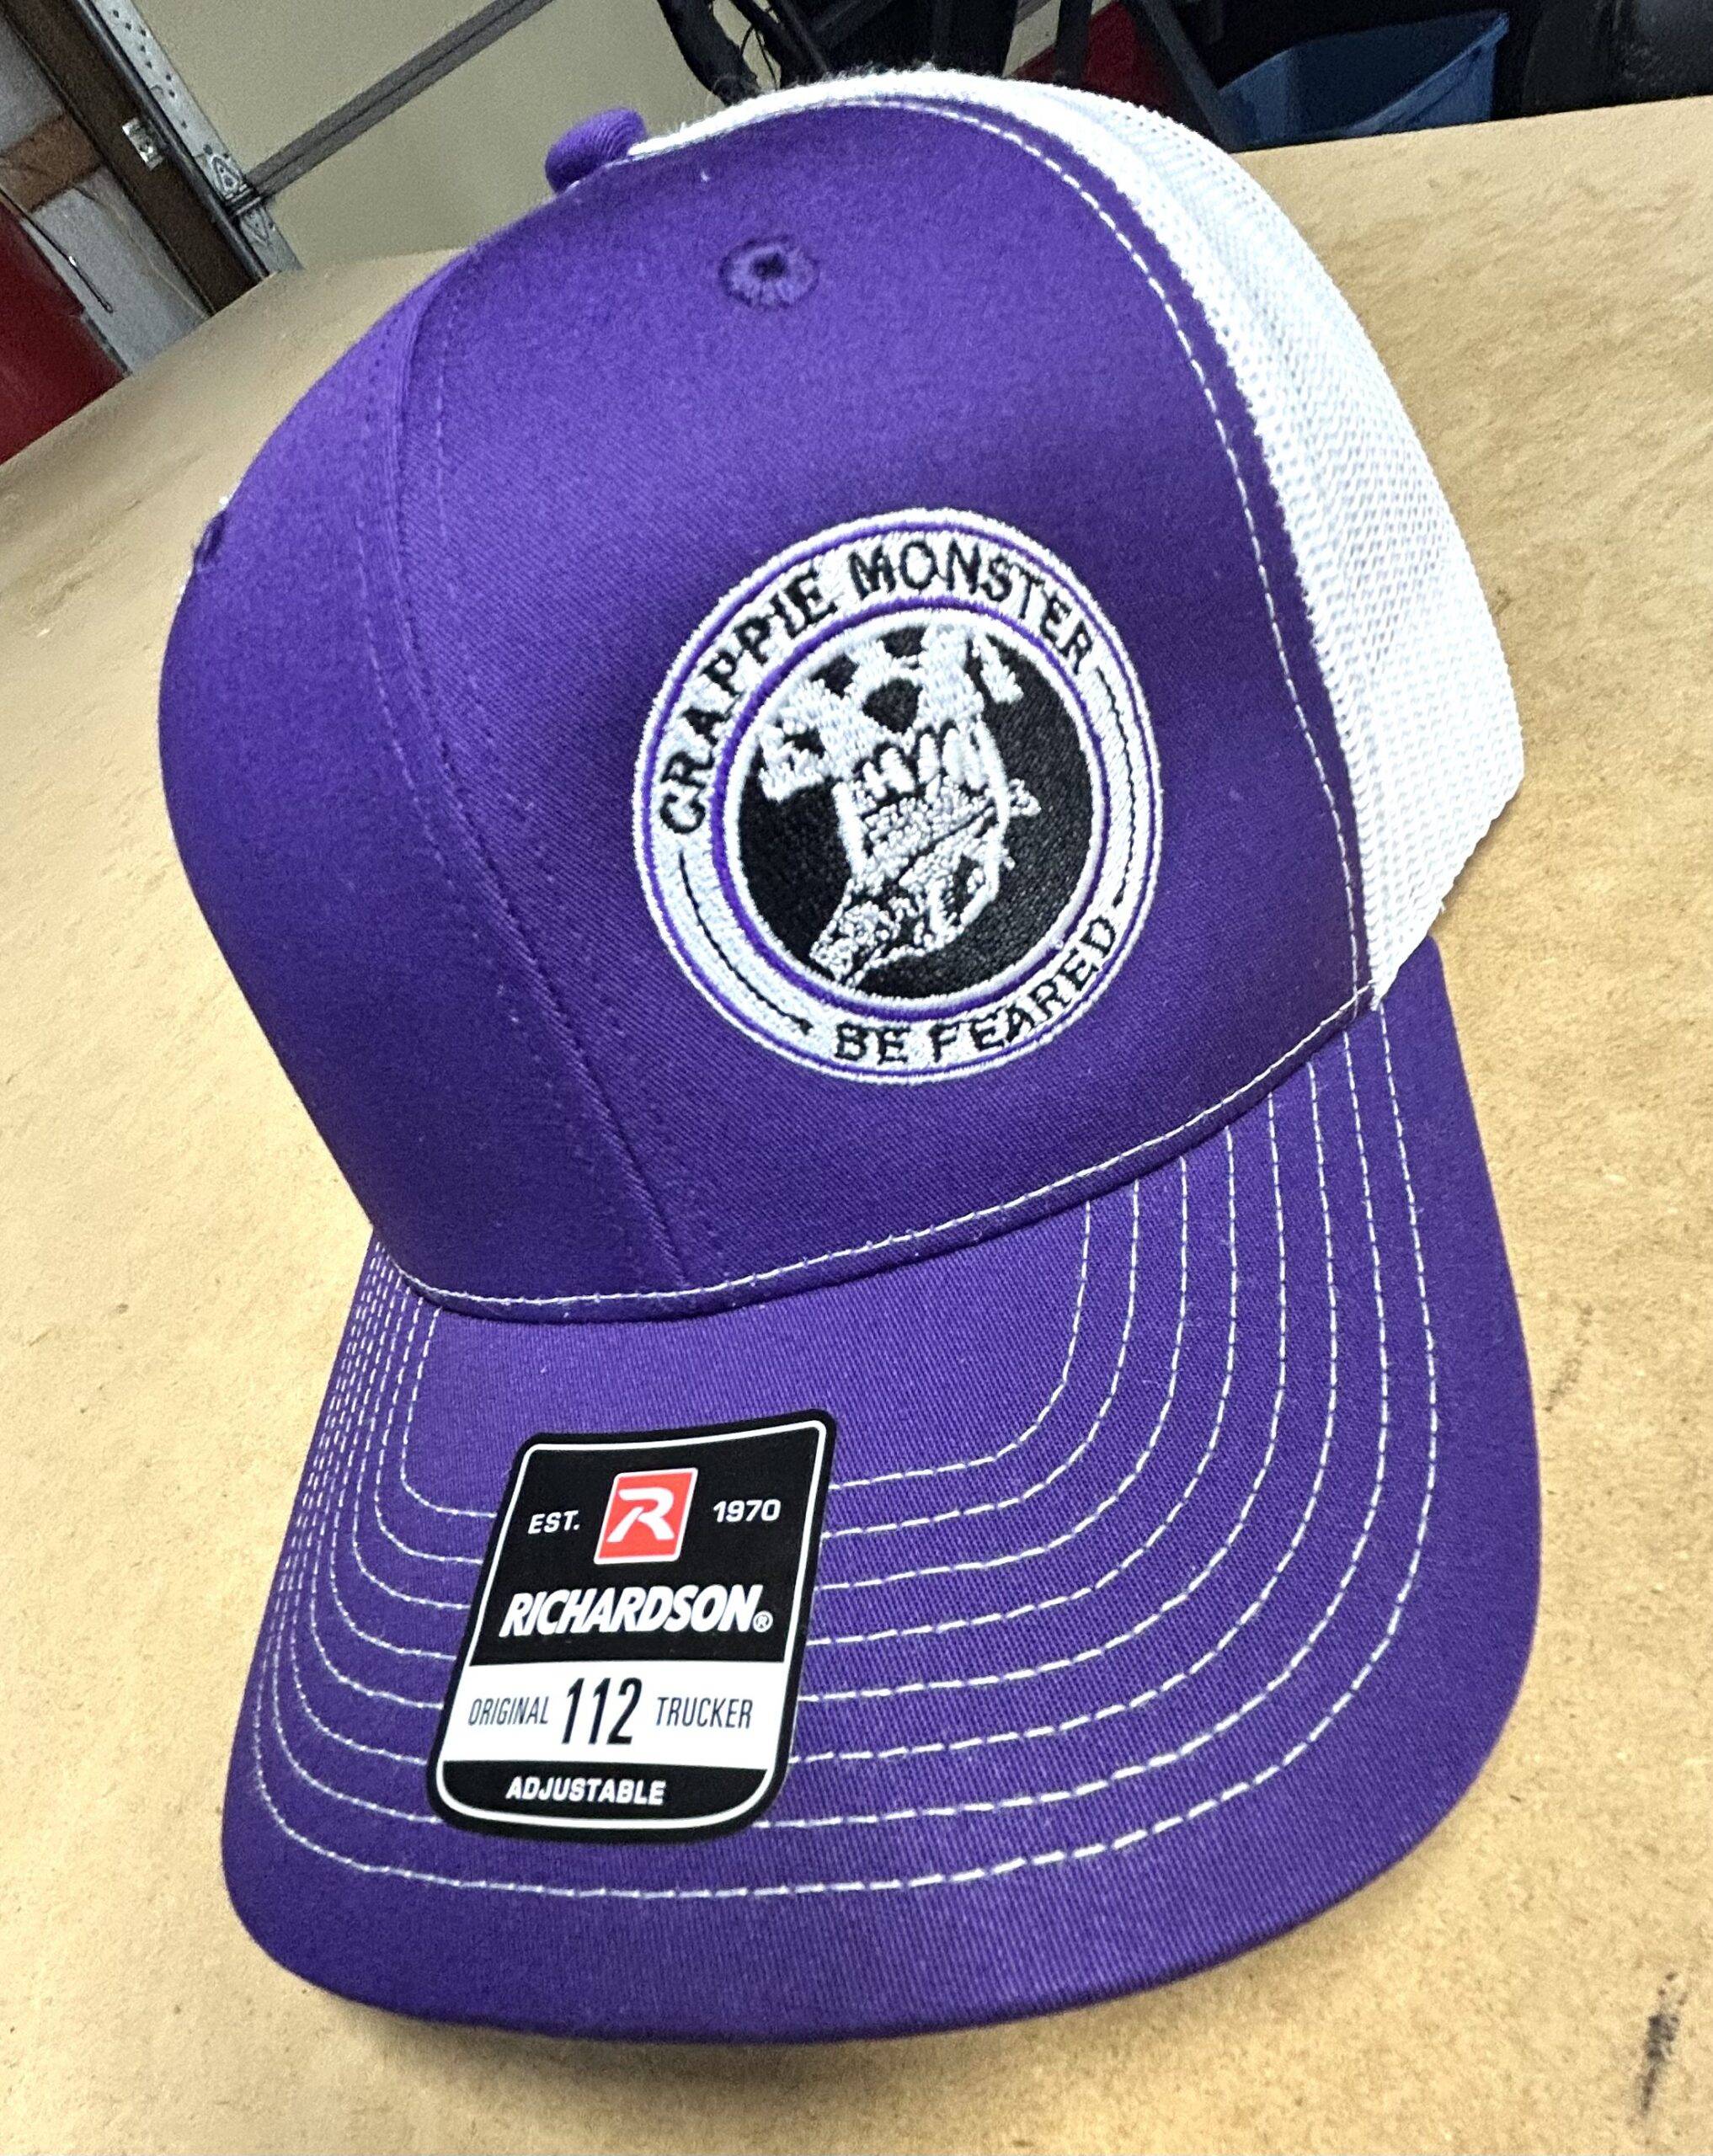 CRAPPIE MONSTER
BE FEARED
EST. R 1970
RICHARDSON®
ORIGINAL 112 TRUCKER
ADJUSTABLE